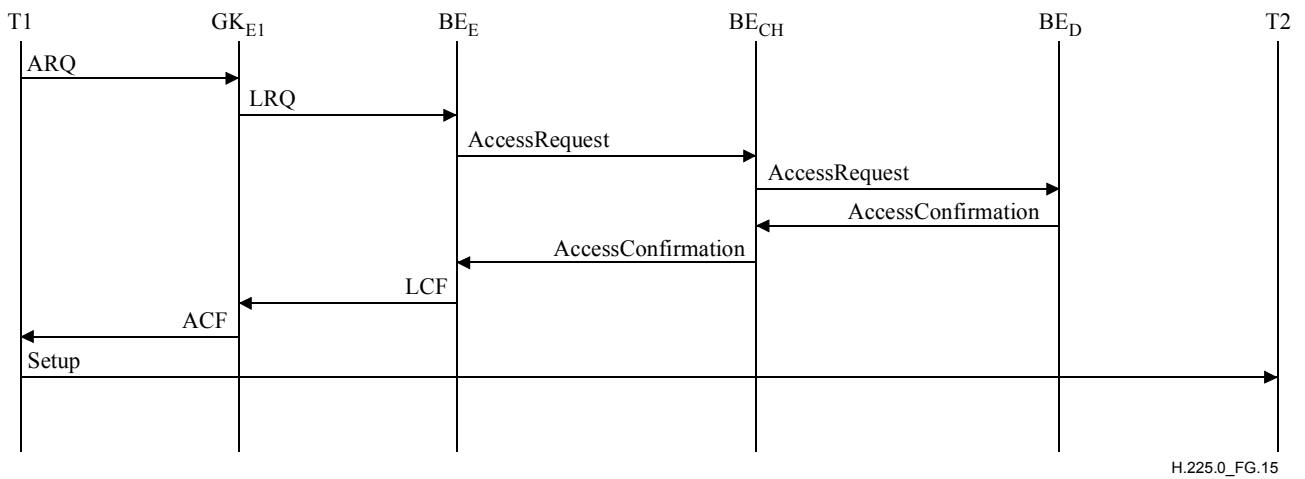 T1 GK_E1 BE_E BE_CH BE_D T2
ARQ
LRQ
AccessRequest
AccessRequest
AccessConfirmation
AccessConfirmation
LCF
ACF
Setup
H.225.0_FG.15